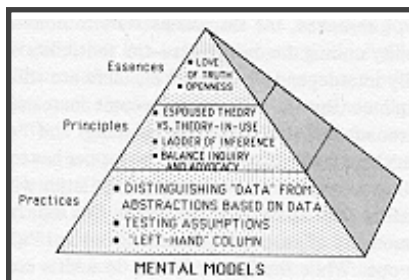 Essences
• LOVE
OF TRUTH
• OPENNESS
Principles
• ESPOUSED THEORY
VS. THEORY-IN-USE
• LADDER OF INFERENCE
• BALANCE INQUIRY
AND ADVOCACY
Practices
• DISTINGUISHING "DATA" FROM
ABSTRACTIONS BASED ON DATA
• TESTING ASSUMPTIONS
• "LEFT-HAND" COLUMN
MENTAL MODELS